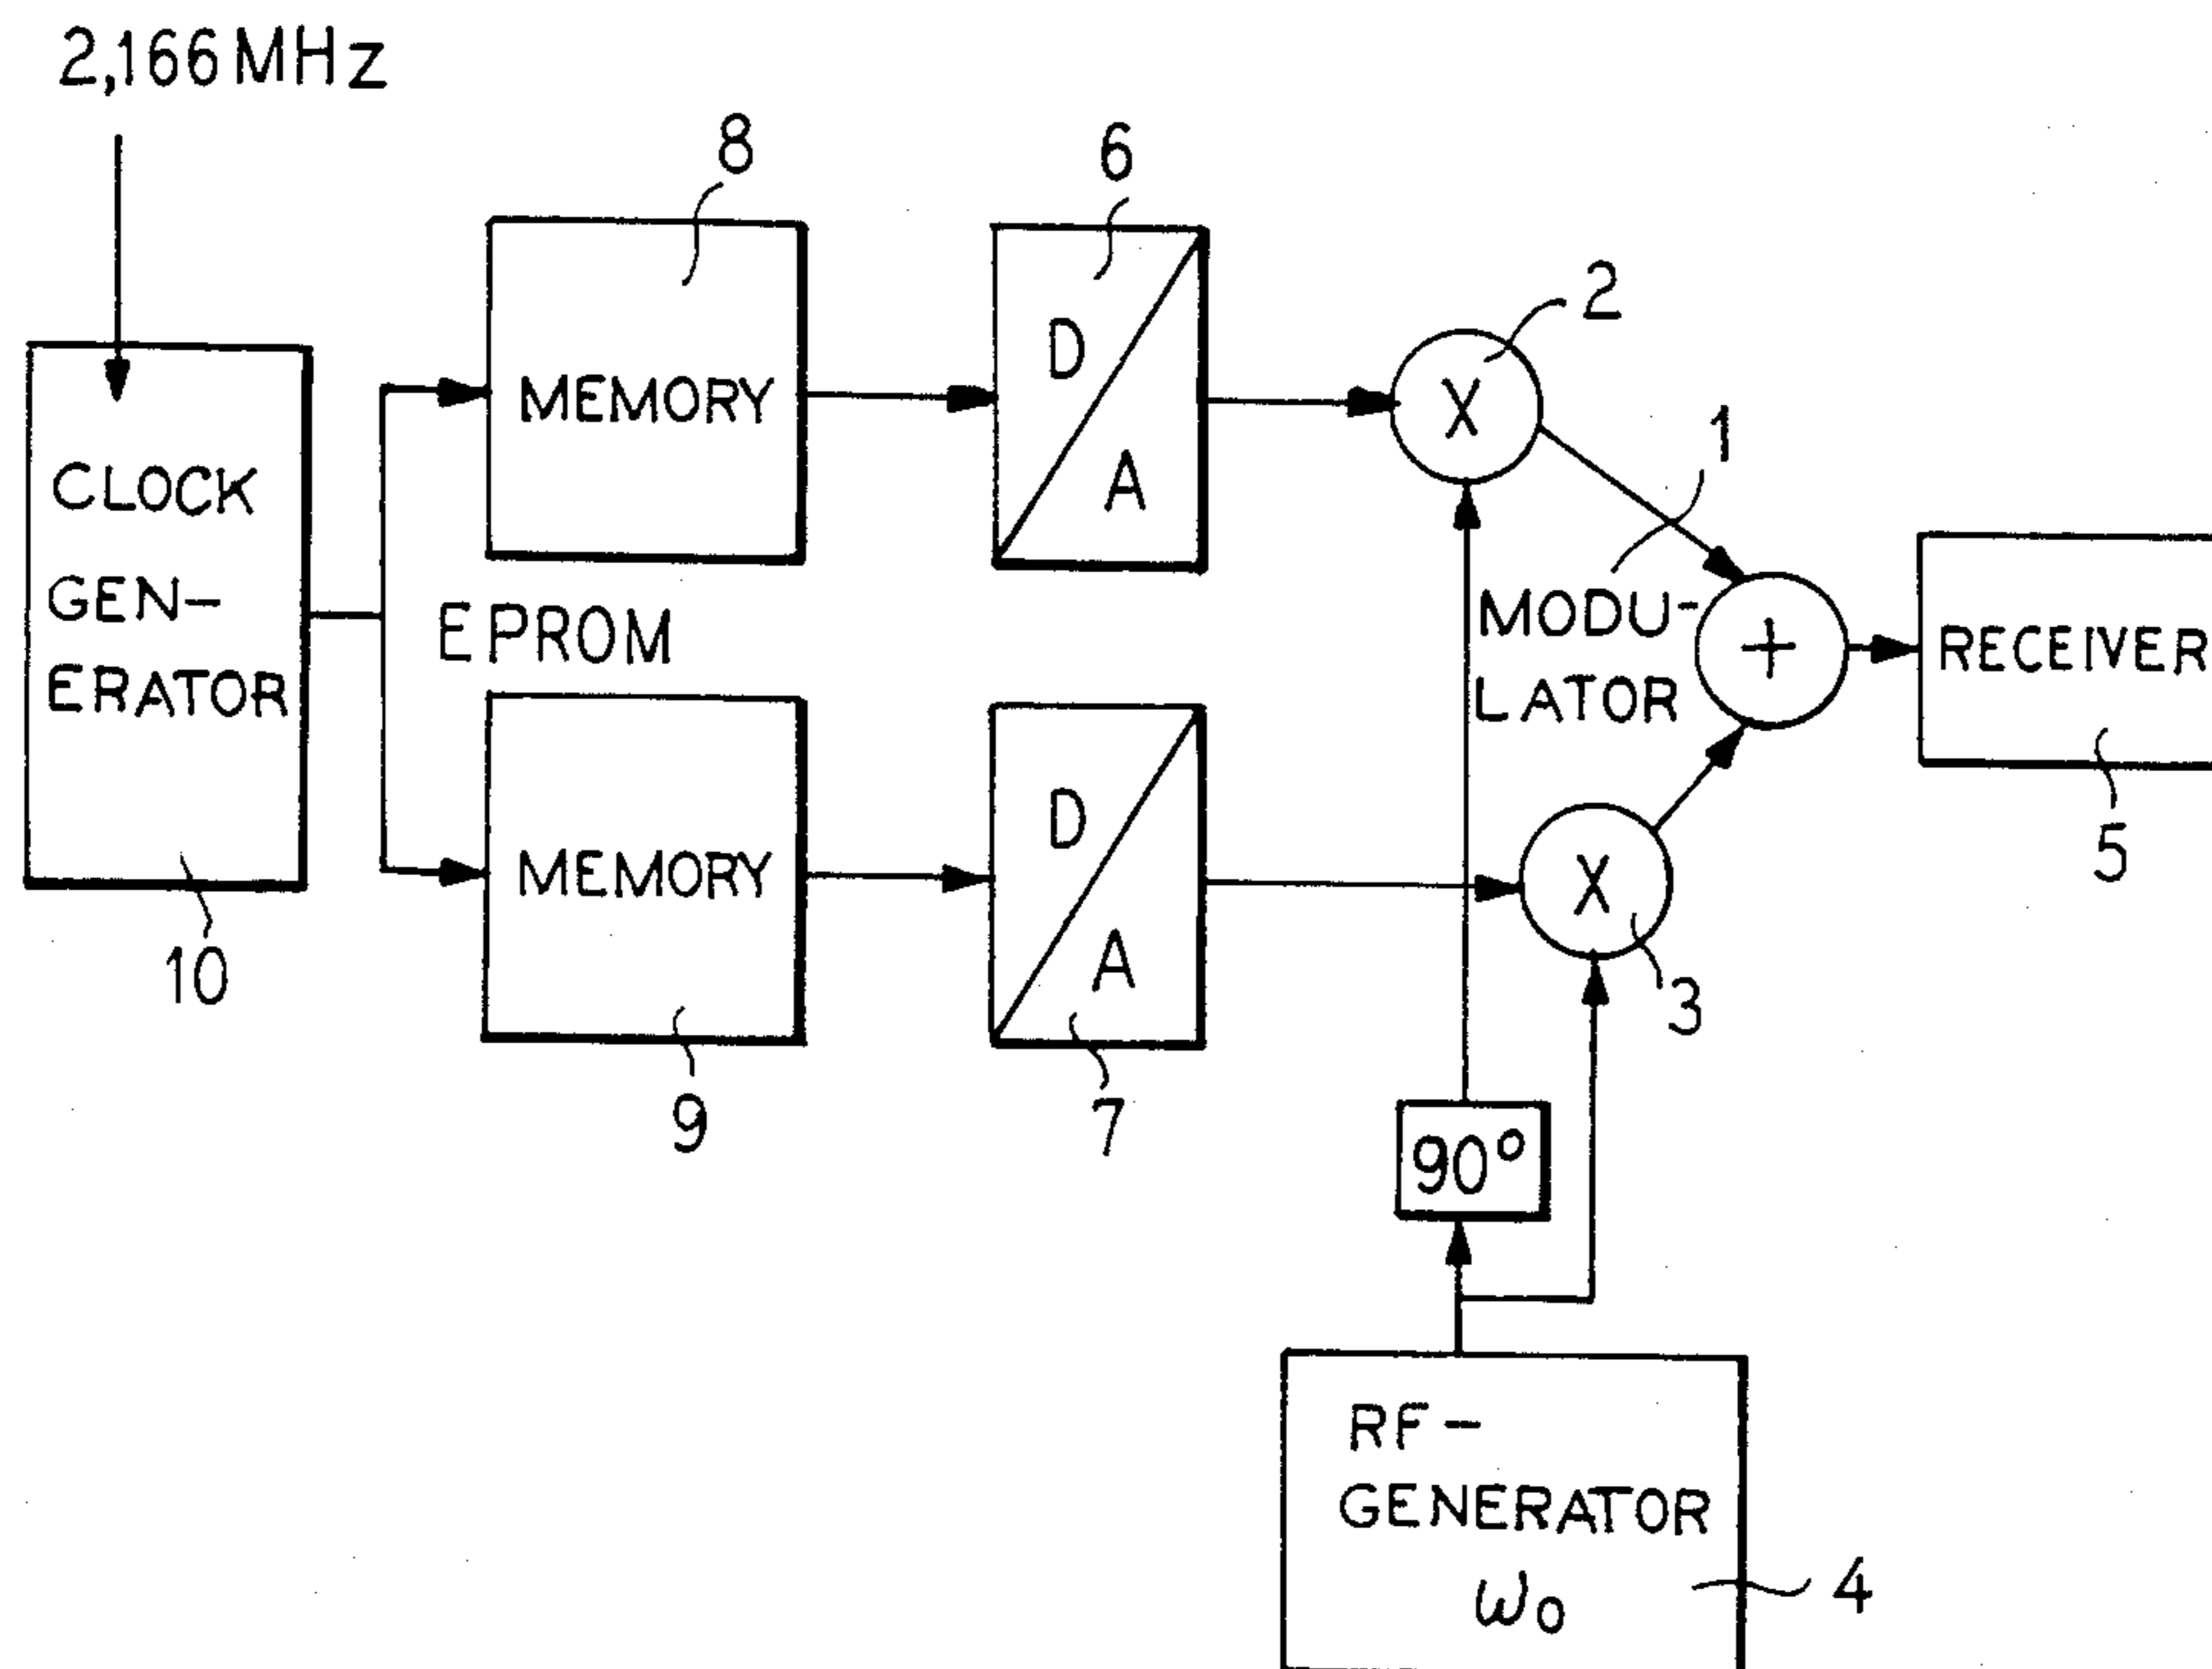 2,166 MHz
8
6
2
1
MEMORY
D
A
X
CLOCK
GEN-
ERATOR
EPROM
MODU-
LATOR
+
RECEIVER
5
MEMORY
D
A
X
10
9
7
3
90°
RF-
GENERATOR
ω0
4